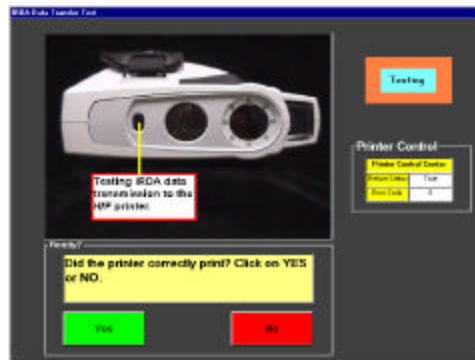 IRDA Data Transfer Test
Testing IRDA data
transmission to the
H/P printer.
Testing
Printer Control
Printer Control Center
True
0
Ready?
Did the printer correctly print? Click on YES
or NO.
Yes
No